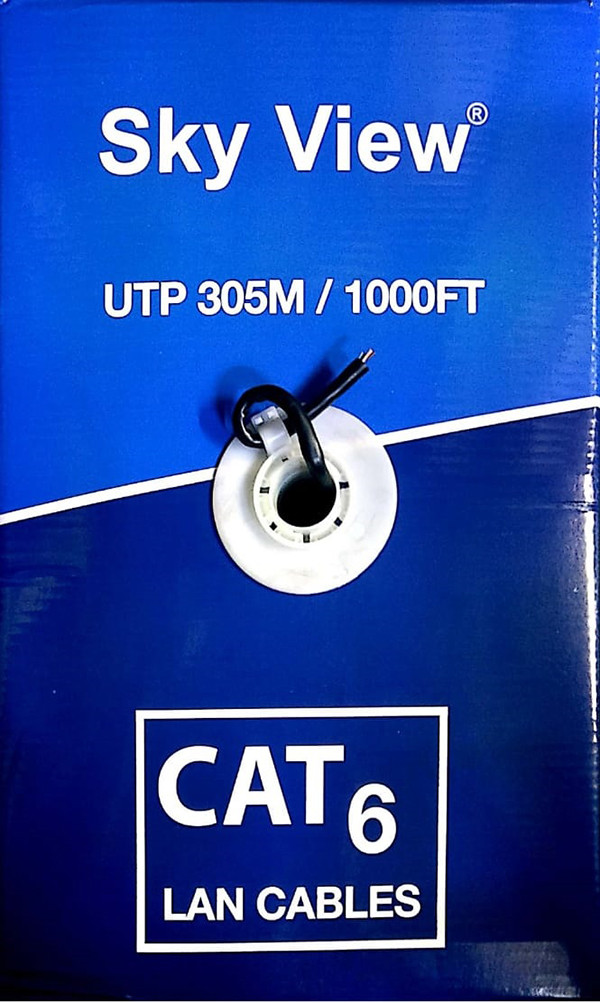 Sky View®
UTP 305M / 1000FT
CAT6
LAN CABLES